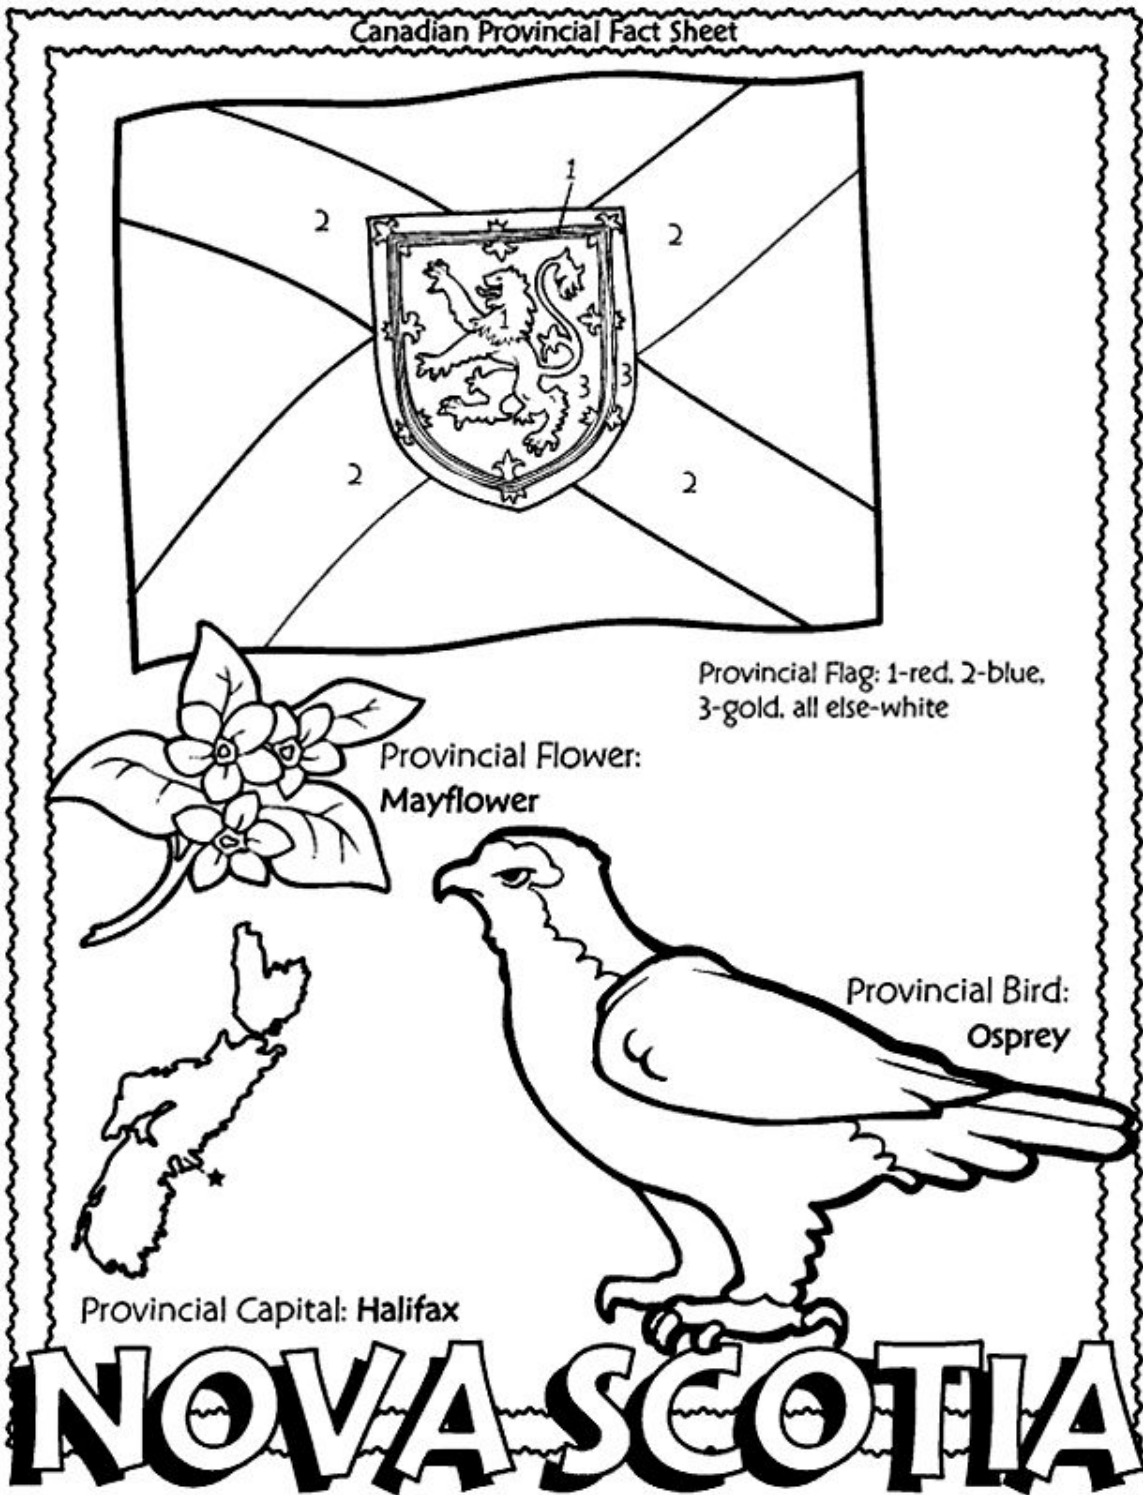 Canadian Provincial Fact Sheet
1
2
2
1
3
3
2
2
Provincial Flag: 1-red, 2-blue,
3-gold, all else-white
Provincial Flower:
Mayflower
Provincial Bird:
Osprey
Provincial Capital: Halifax
NOVA SCOTIA